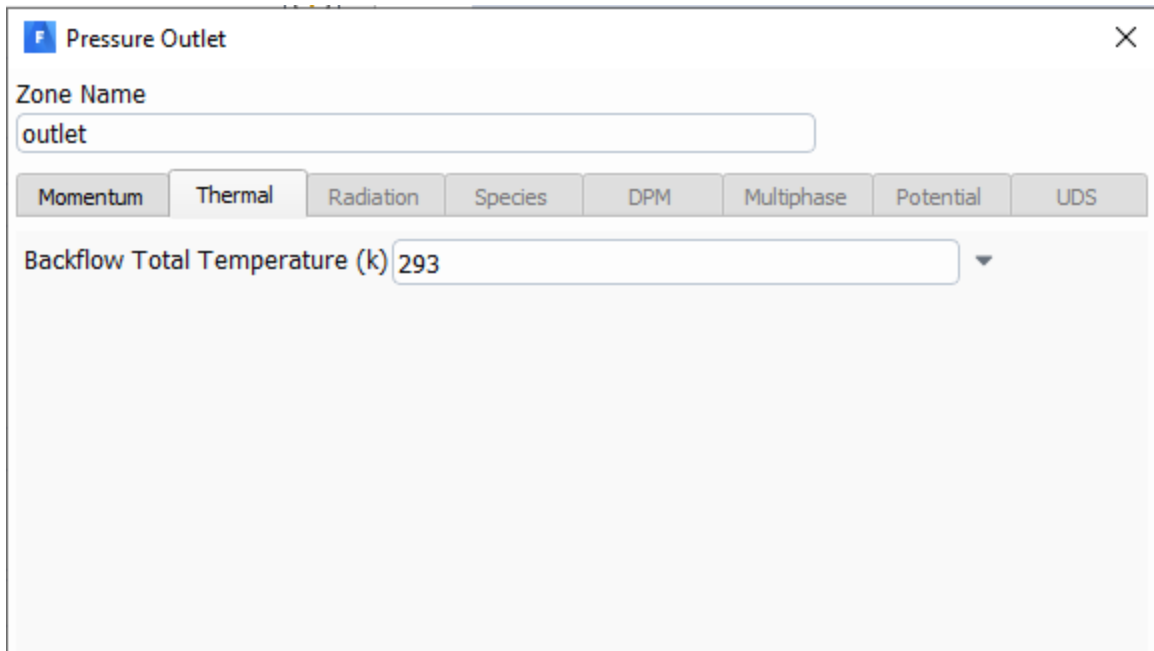 F Pressure Outlet
Zone Name
outlet
Momentum Thermal Radiation Species DPM Multiphase Potential UDS
Backflow Total Temperature (k) 293